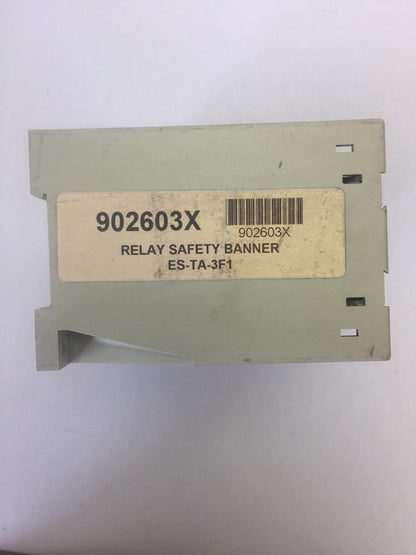 902603X
902603X
RELAY SAFETY BANNER
ES-TA-3F1